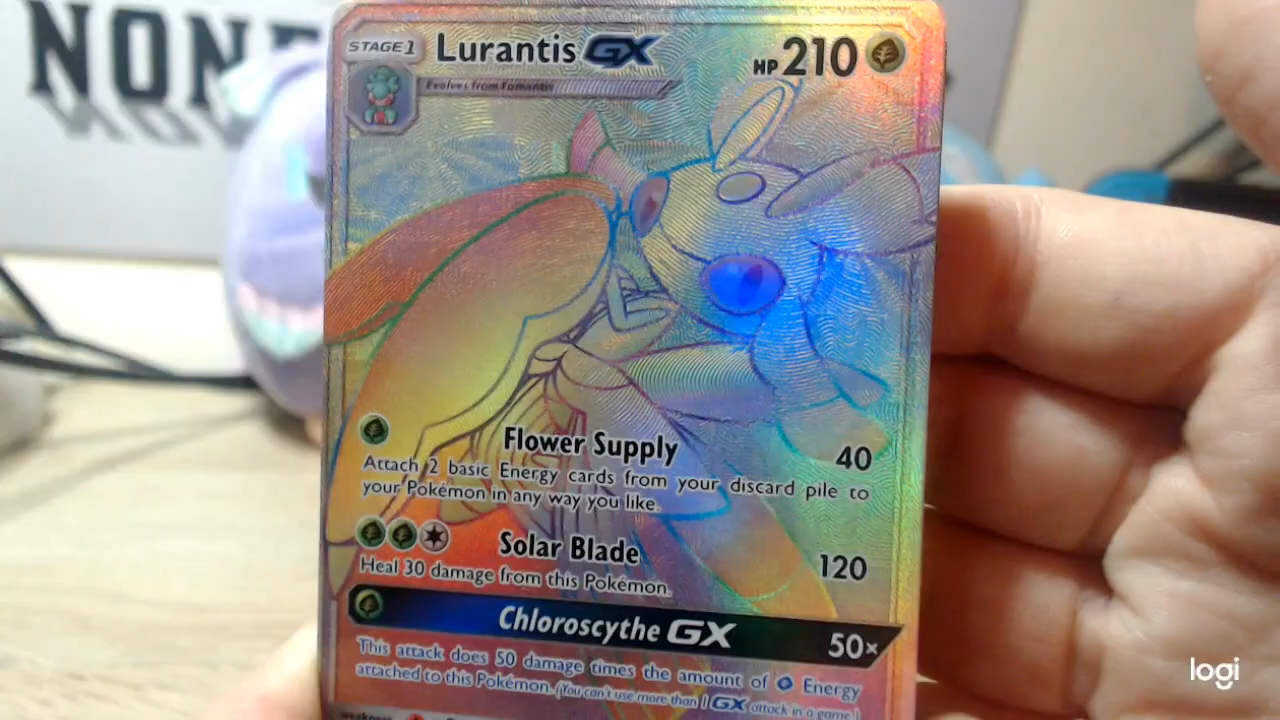 NON
STAGE 1 Lurantis GX HP 210
Evolves from Fomantis
Flower Supply 40
Attach 2 basic Energy cards from your discard pile to
your Pokémon in any way you like.
Solar Blade 120
Heal 30 damage from this Pokémon.
Chloroscythe GX 50×
This attack does 50 damage times the amount of Energy
attached to this Pokémon. (You can't use more than 1 GX attack in a game.)
weakness
logi